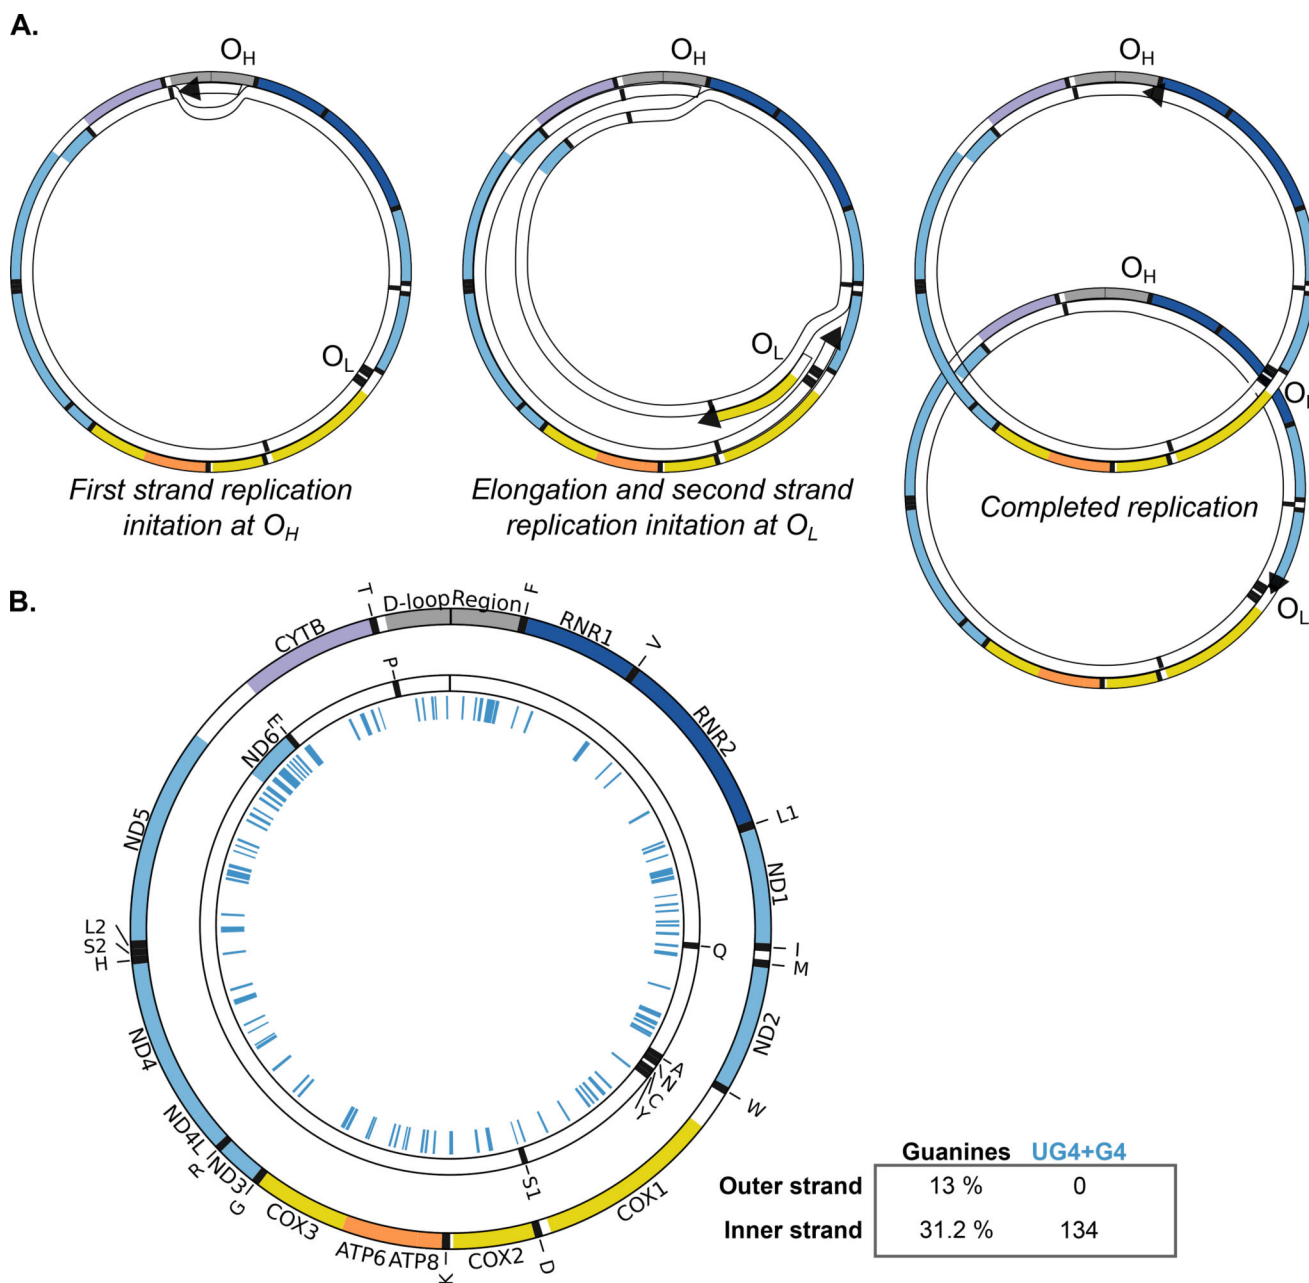 A.
OH
OL
First strand replication
initation at OH
OH
OL
Elongation and second strand
replication initation at OL
OH
OH
OL
Completed replication
B.
T
D-loop Region
F
RNR1
V
RNR2
L1
ND1
I
M
ND2
W
COX1
D
COX2
K
ATP8
ATP6
COX3
G
ND3
R
ND4L
ND4
H
S2
L2
ND5
CYTB
P
E
ND6
Q
A
N
C
Y
S1
Guanines UG4+G4
Outer strand 13 % 0
Inner strand 31.2 % 134